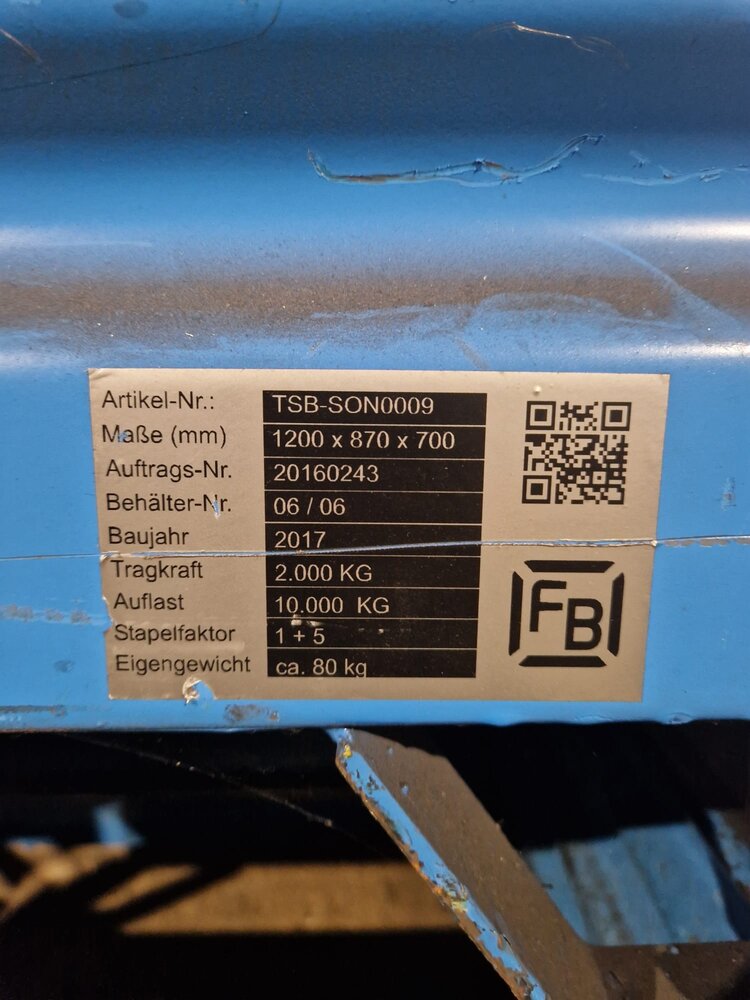 Artikel-Nr.: TSB-SON0009
Maße (mm) 1200 x 870 x 700
Auftrags-Nr. 20160243
Behälter-Nr. 06 / 06
Baujahr 2017
Tragkraft 2.000 KG
Auflast 10.000 KG
Stapelfaktor 1 + 5
Eigengewicht ca. 80 kg
FB